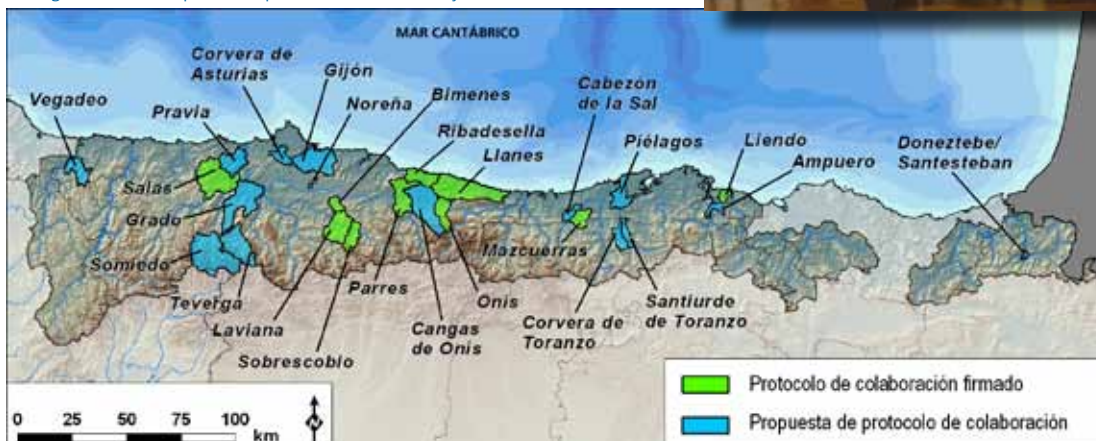 MAR CANTÁBRICO
Corvera de
Asturias
Gijón
Vegadeo
Pravia
Noreña
Bimenes
Ribadesella
Llanes
Cabezón
de la Sal
Piélagos
Liendo
Ampuero
Doneztebe/
Santesteban
Salas
Grado
Somiedo
Teverga
Laviana
Sobrescobio
Parres
Cangas
de Onis
Onis
Mazcuerras
Corvera de
Toranzo
Santiurde
de Toranzo
0 25 50 75 100
km
N
Protocolo de colaboración firmado
Propuesta de protocolo de colaboración